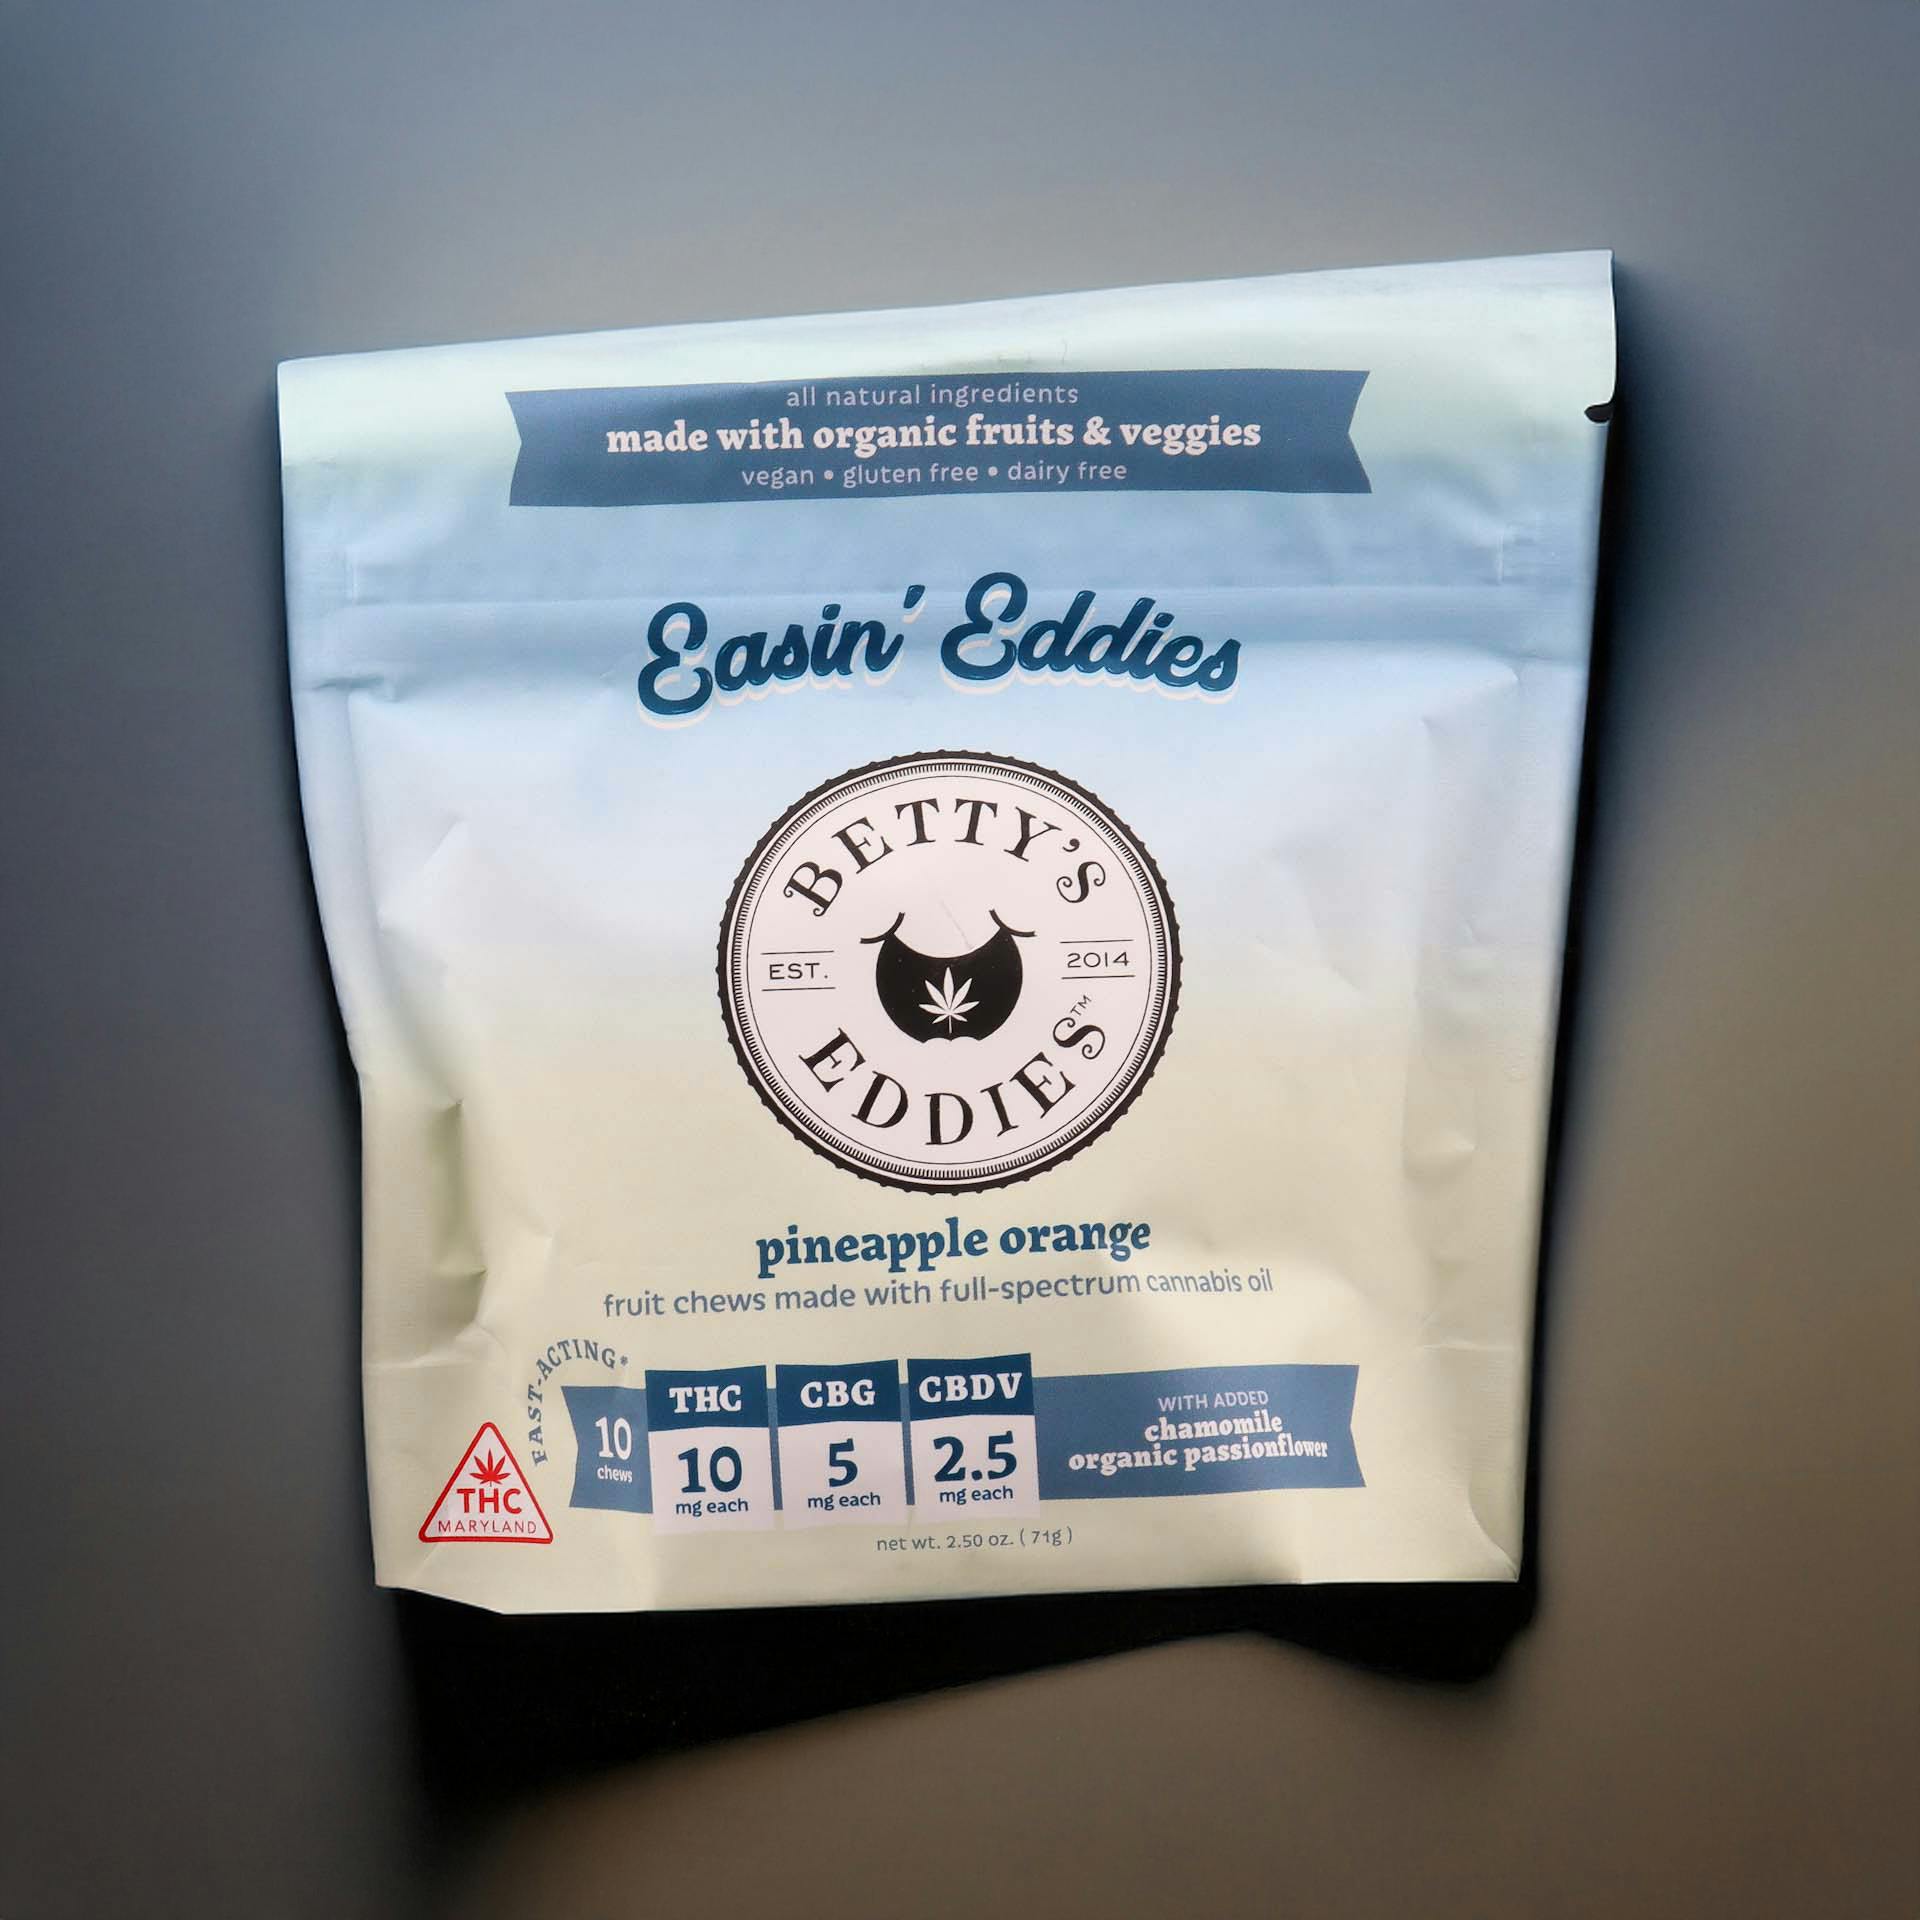 all natural ingredients
made with organic fruits & veggies
vegan • gluten free • dairy free
Easin' Eddies
BETTY'S
EST. 2014
EDDIES™
pineapple orange
fruit chews made with full-spectrum cannabis oil
FAST-ACTING*
10
chews
THC
10
mg each
CBG
5
mg each
CBDV
2.5
mg each
WITH ADDED
chamomile
organic passionflower
THC
MARYLAND
net wt. 2.50 oz. ( 71g )